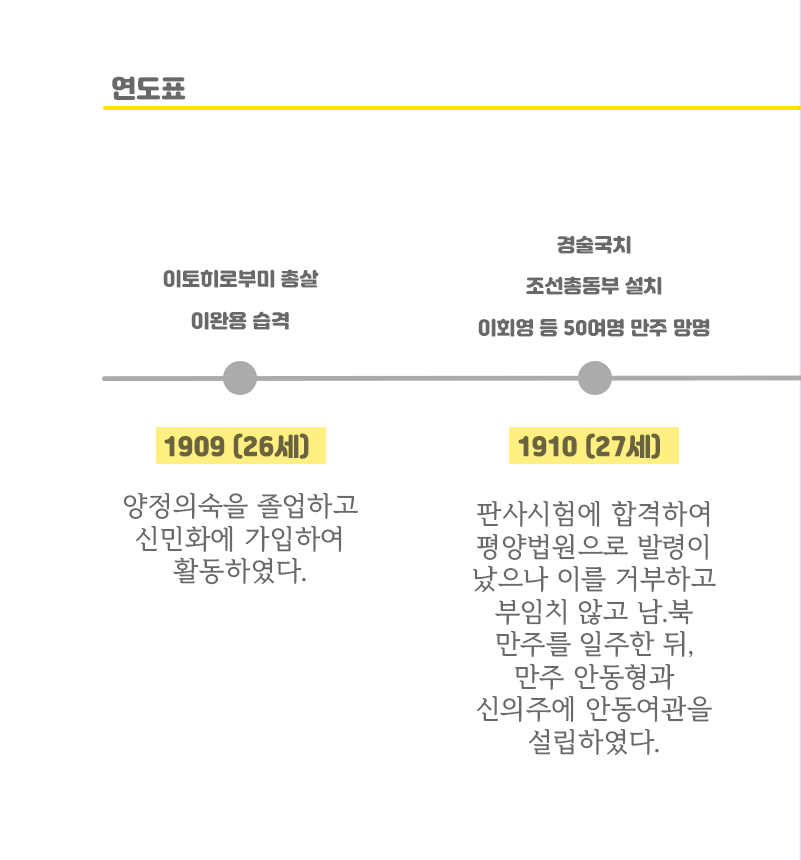 연도표
이토히로부미 총살
이완용 습격
1909 (26세)
양정의숙을 졸업하고
신민화에 가입하여
활동하였다.
경술국치
조선총동부 설치
이회영 등 50여명 만주 망명
1910 (27세)
판사시험에 합격하여
평양법원으로 발령이
났으나 이를 거부하고
부임치 않고 남.북
만주를 일주한 뒤,
만주 안동형과
신의주에 안동여관을
설립하였다.